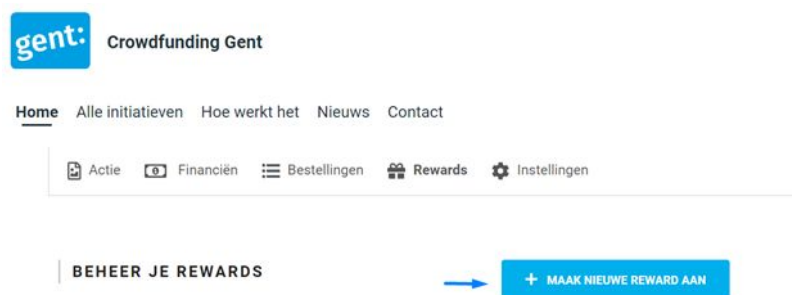 gent:
Crowdfunding Gent
Home Alle initiatieven Hoe werkt het Nieuws Contact
Actie Financiën Bestellingen Rewards Instellingen
BEHEER JE REWARDS
+ MAAK NIEUWE REWARD AAN